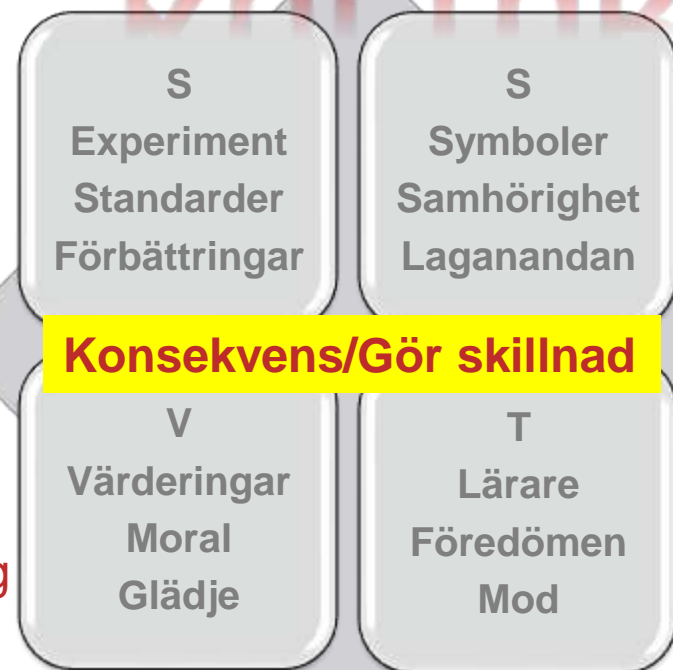 S
Experiment
Standarder
Förbättringar
S
Symboler
Samhörighet
Laganandan
Konsekvens/Gör skillnad
V
Värderingar
Moral
Glädje
T
Lärare
Föredömen
Mod
g